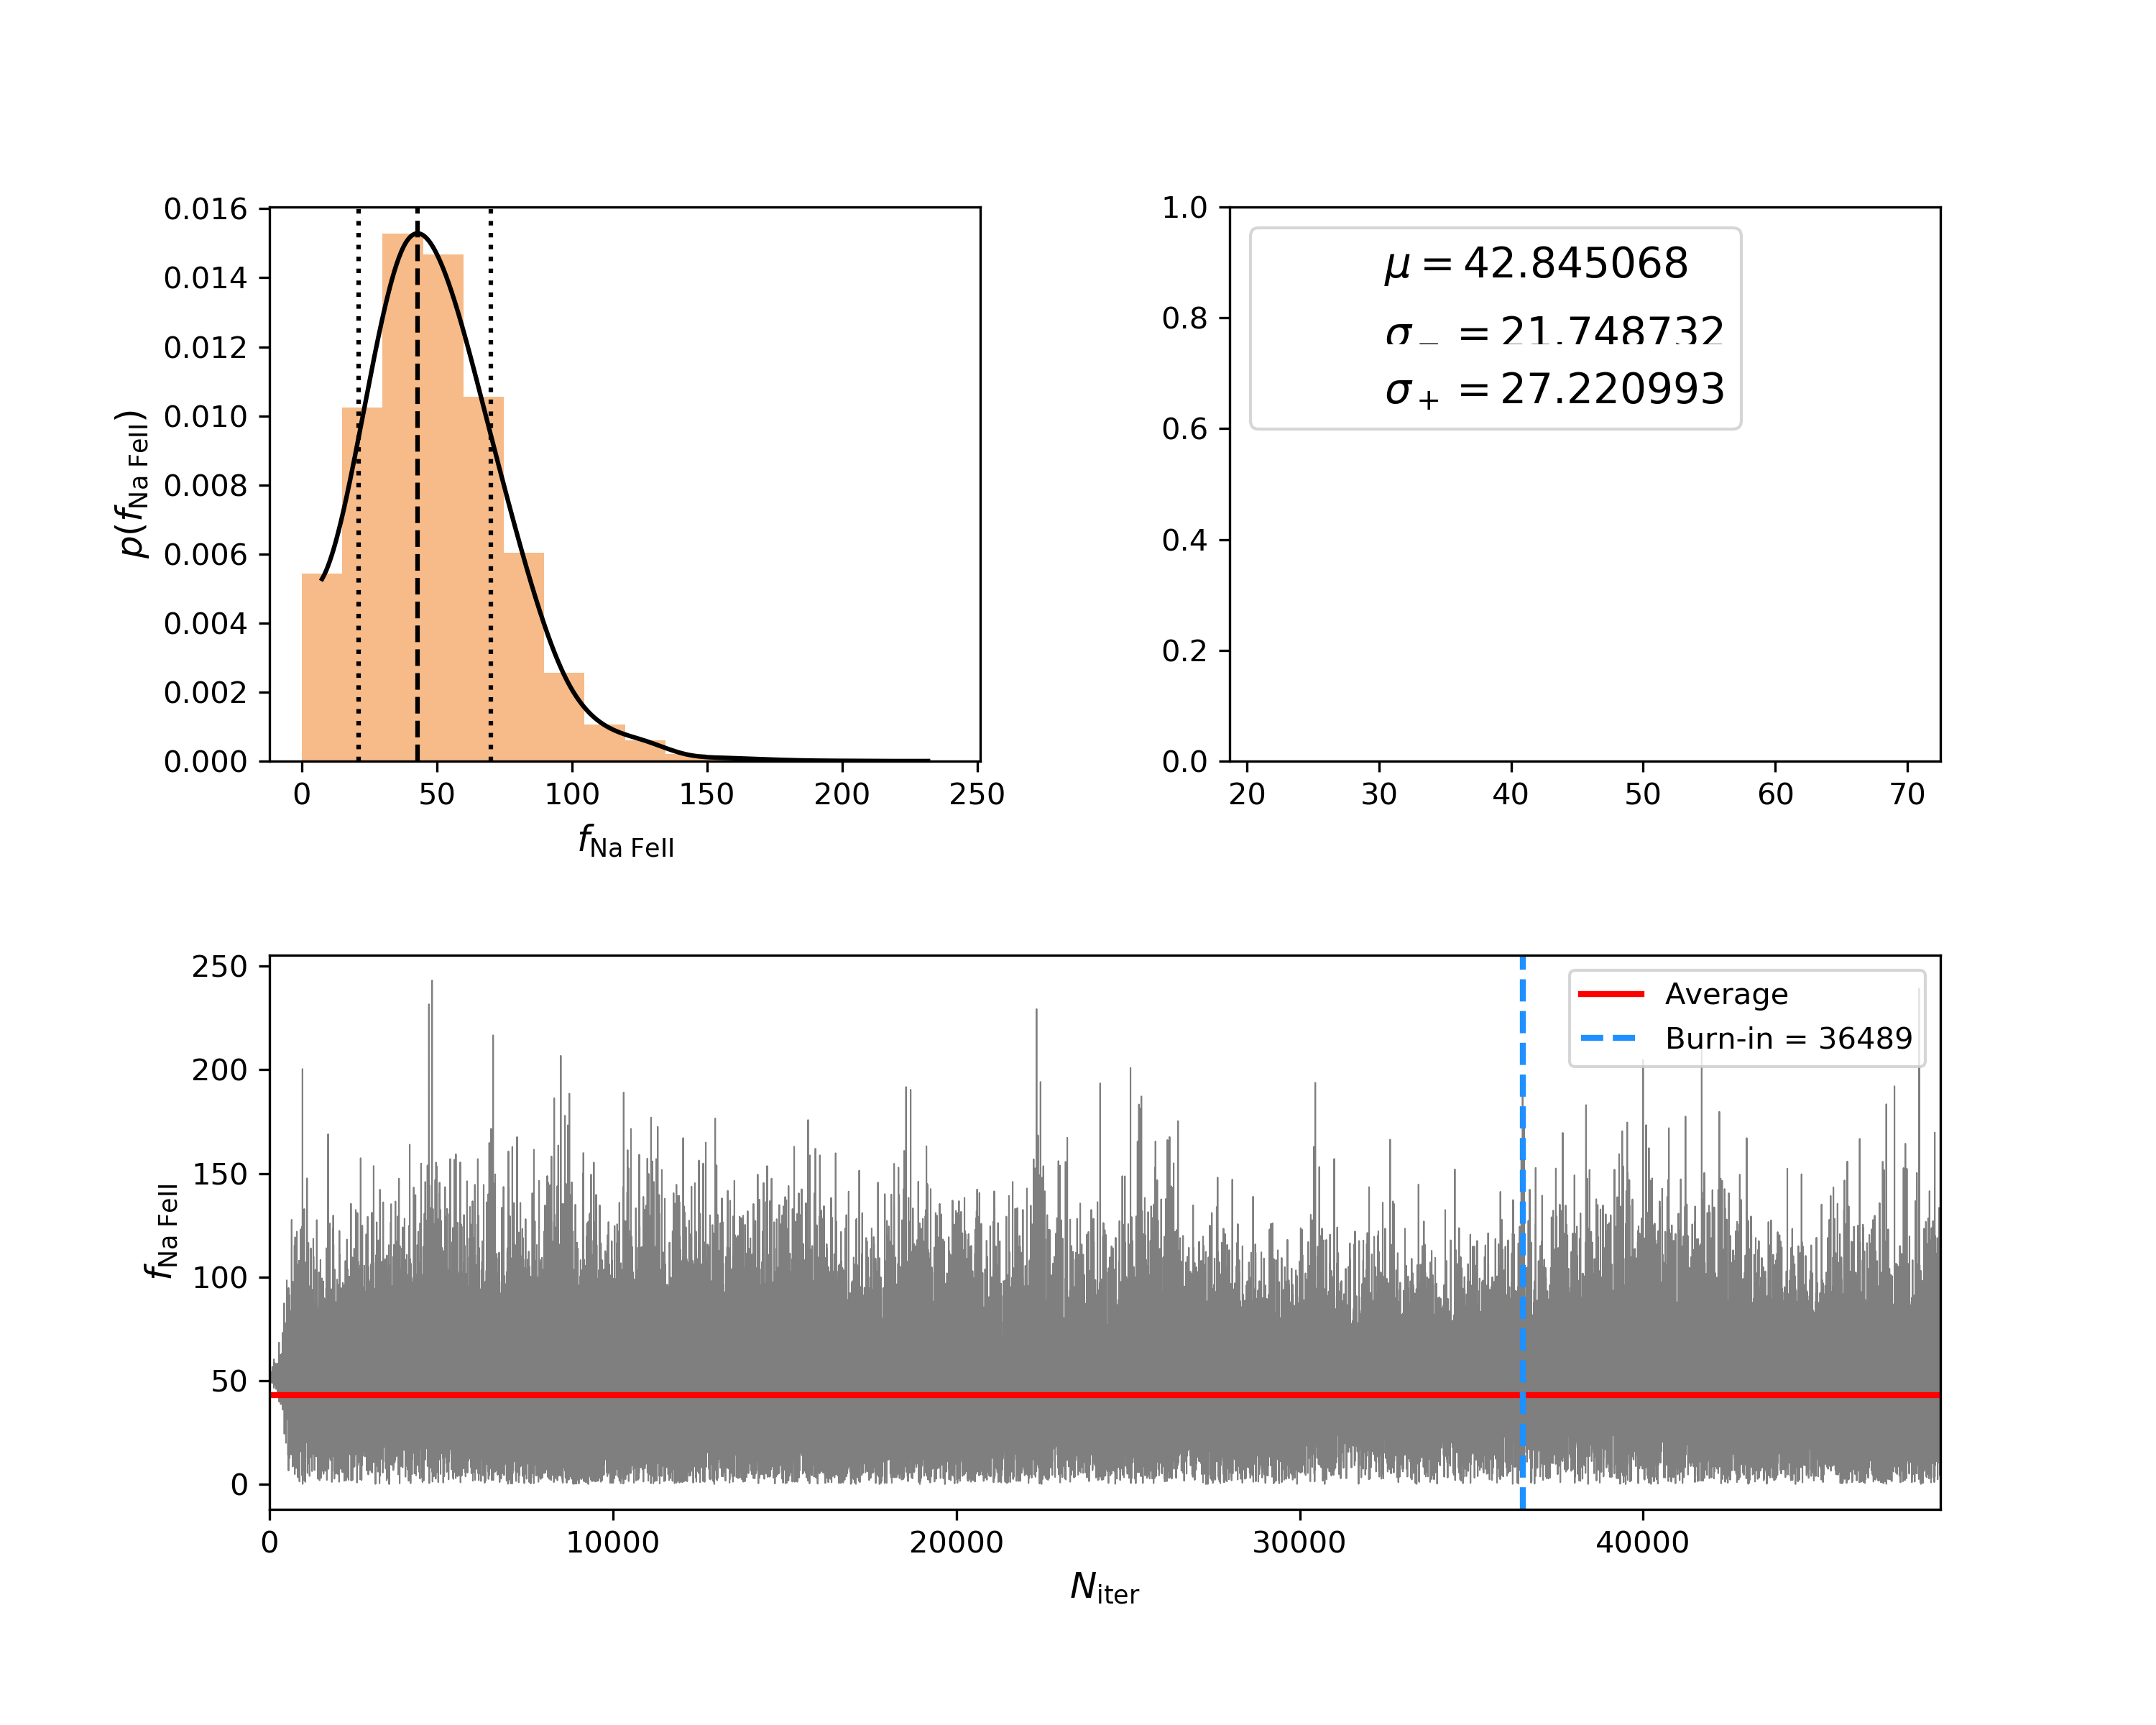 0.016
0.014
0.012
0.010
0.008
0.006
0.004
0.002
0.000
p(f_Na FeII)
0 50 100 150 200 250
f_Na FeII
1.0
0.8
0.6
0.4
0.2
0.0
μ = 42.845068
σ_− = 21.748732
σ_+ = 27.220993
20 30 40 50 60 70
250
200
150
100
50
0
f_Na FeII
Average
Burn-in = 36489
0 10000 20000 30000 40000
N_iter